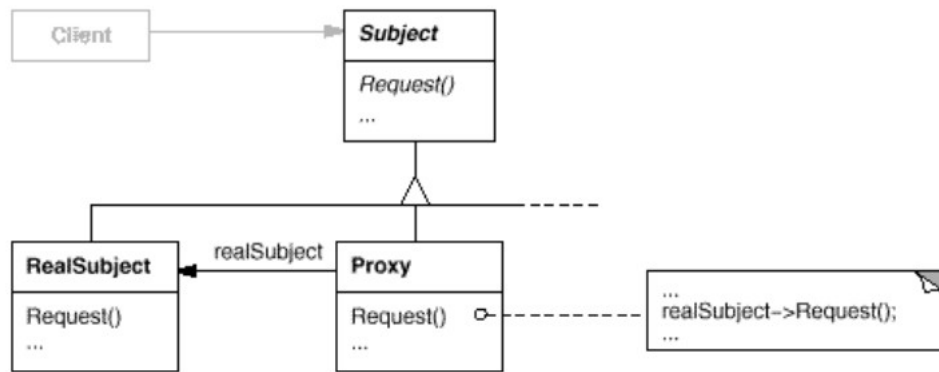 Client
Subject
Request()
...
realSubject
RealSubject
Request()
...
Proxy
Request()
...
...
realSubject->Request();
...